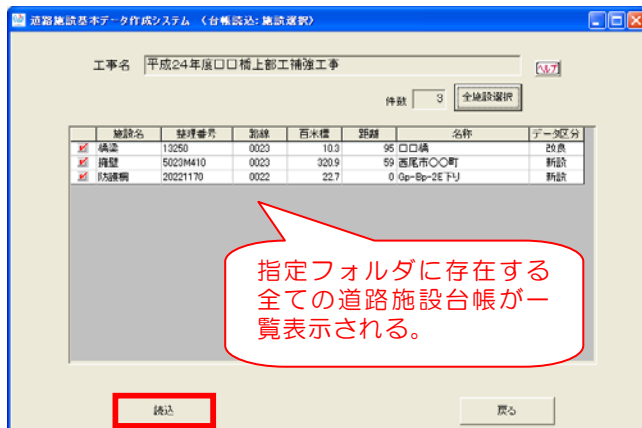 道路施設基本データ作成システム （台帳読込:施設選択）
工事名 平成24年度口口橋上部工補強工事 ヘルプ
件数 3 全施設選択
施設名 整理番号 路線 百米標 距離 名称 データ区分
橋梁 13250 0023 10.3 95 口口橋 改良
擁壁 5023M410 0023 320.9 59 西尾市〇〇町 新設
防護柵 20221170 0022 22.7 0 Gp-Bp-2E下り 新設
指定フォルダに存在する
全ての道路施設台帳が一
覧表示される。
読込 戻る